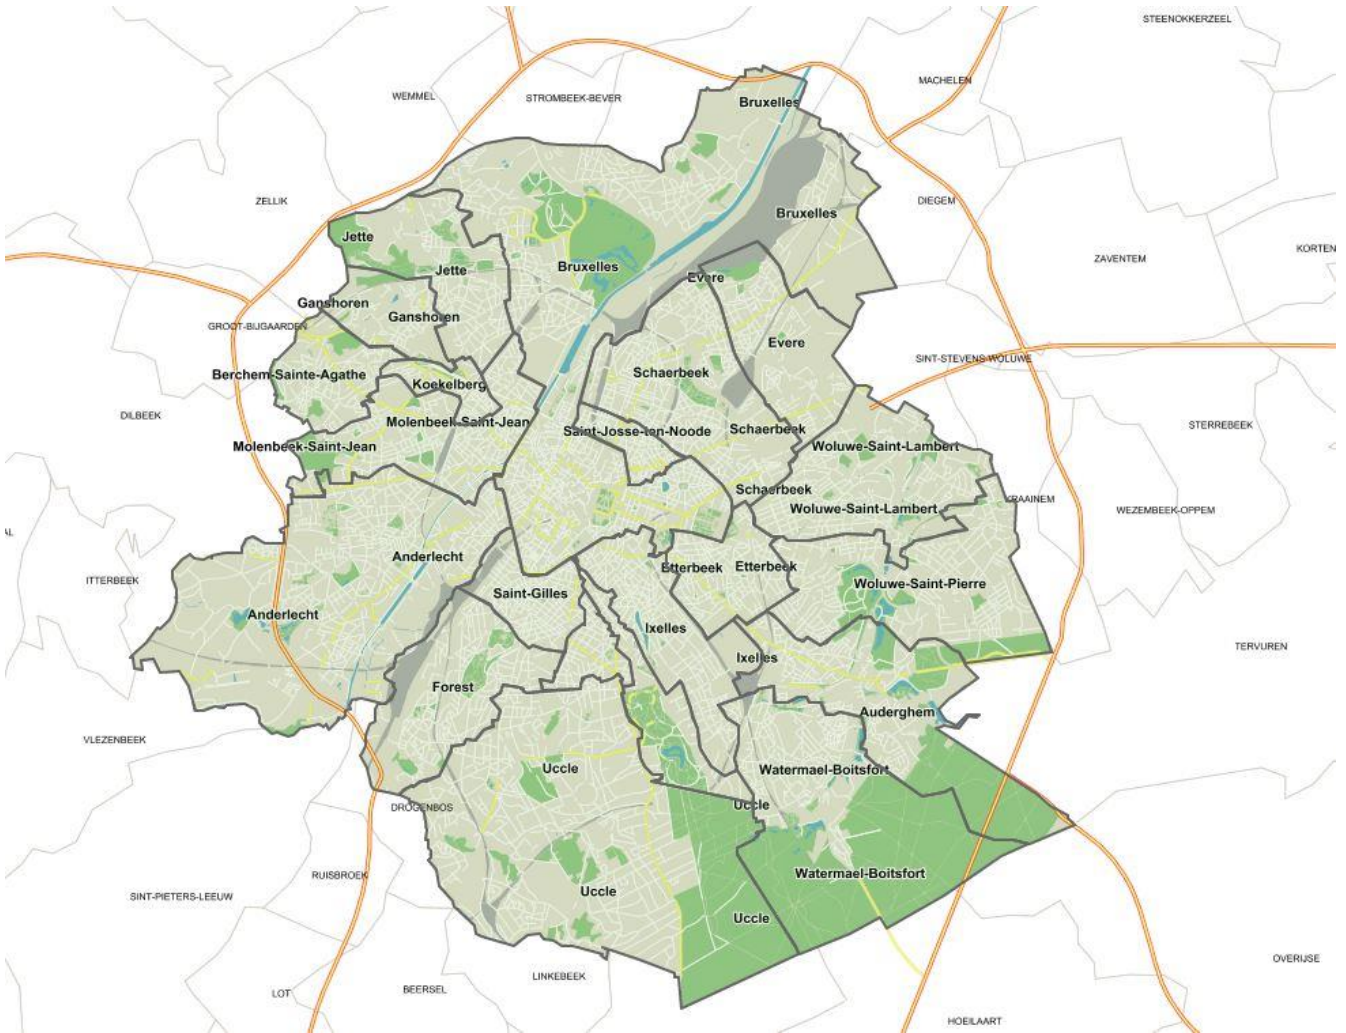 STEENOKKERZEEL
MACHELEN
WEMMEL
STROMBEEK-BEVER
Bruxelles
ZELLIK
DIEGEM
Bruxelles
Jette
KORTEN
ZAVENTEM
Bruxelles
Jette
Evere
Ganshoren
Ganshoren
GROOT-BIJGAARDEN
Evere
SINT-STEVENS-WOLUWE
Schaerbeek
Berchem-Sainte-Agathe
Koekelberg
DILBEEK
Molenbeek-Saint-Jean
Saint-Josse-ten-Noode
Schaerbeek
STERREBEEK
Molenbeek-Saint-Jean
Woluwe-Saint-Lambert
Schaerbeek
KRAAINEM
Woluwe-Saint-Lambert
WEZEMBEEK-OPPEM
AL
Anderlecht
Etterbeek
Etterbeek
ITTERBEEK
Woluwe-Saint-Pierre
Saint-Gilles
Anderlecht
Ixelles
TERVUREN
Ixelles
Forest
Auderghem
VLEZENBEEK
Uccle
Watermael-Boitsfort
DROGENBOS
Uccle
RUISBROEK
Watermael-Boitsfort
SINT-PIETERS-LEEUW
Uccle
Uccle
OVERIJSE
LINKEBEEK
BEERSEL
LOT
HOEILAART